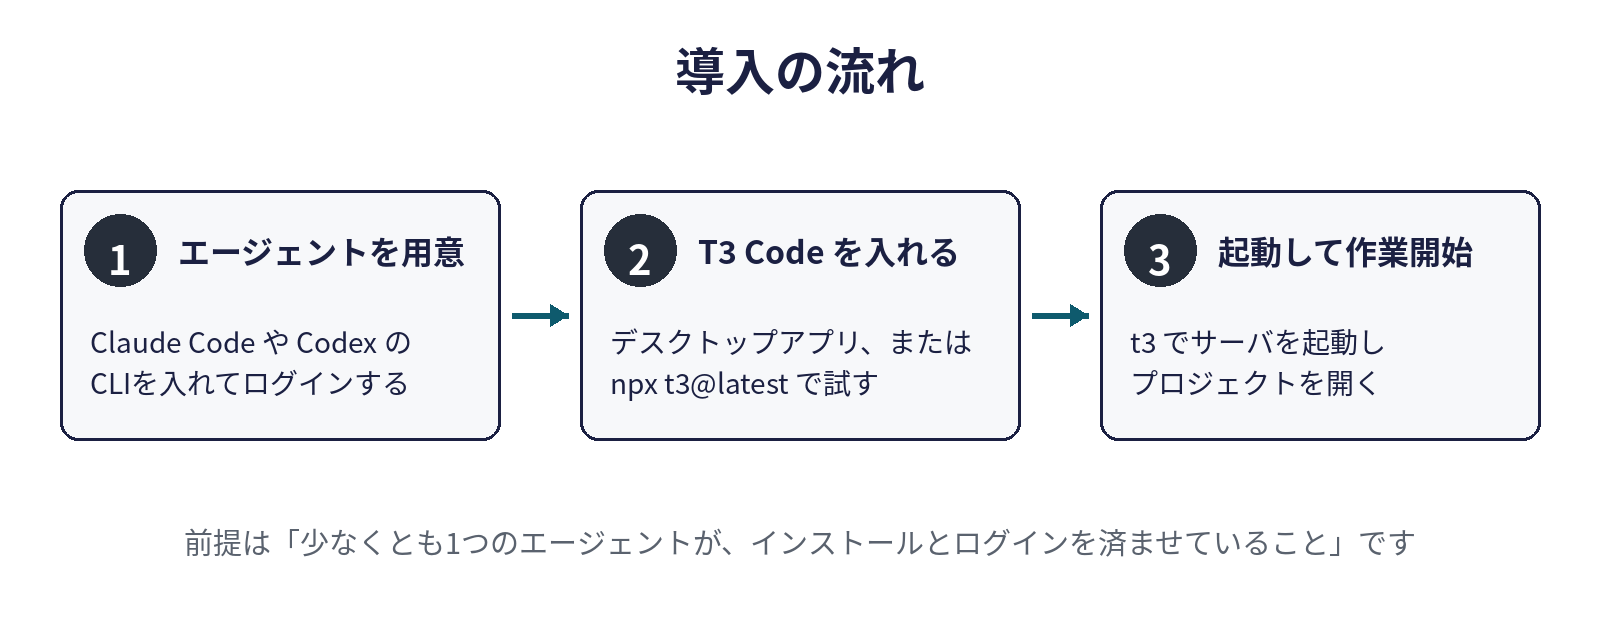 導入の流れ
1
エージェントを用意
Claude Code や Codex の
CLIを入れてログインする
2
T3 Code を入れる
デスクトップアプリ、または
npx t3@latest で試す
3
起動して作業開始
t3 でサーバを起動し
プロジェクトを開く
前提は「少なくとも1つのエージェントが、インストールとログインを済ませていること」です